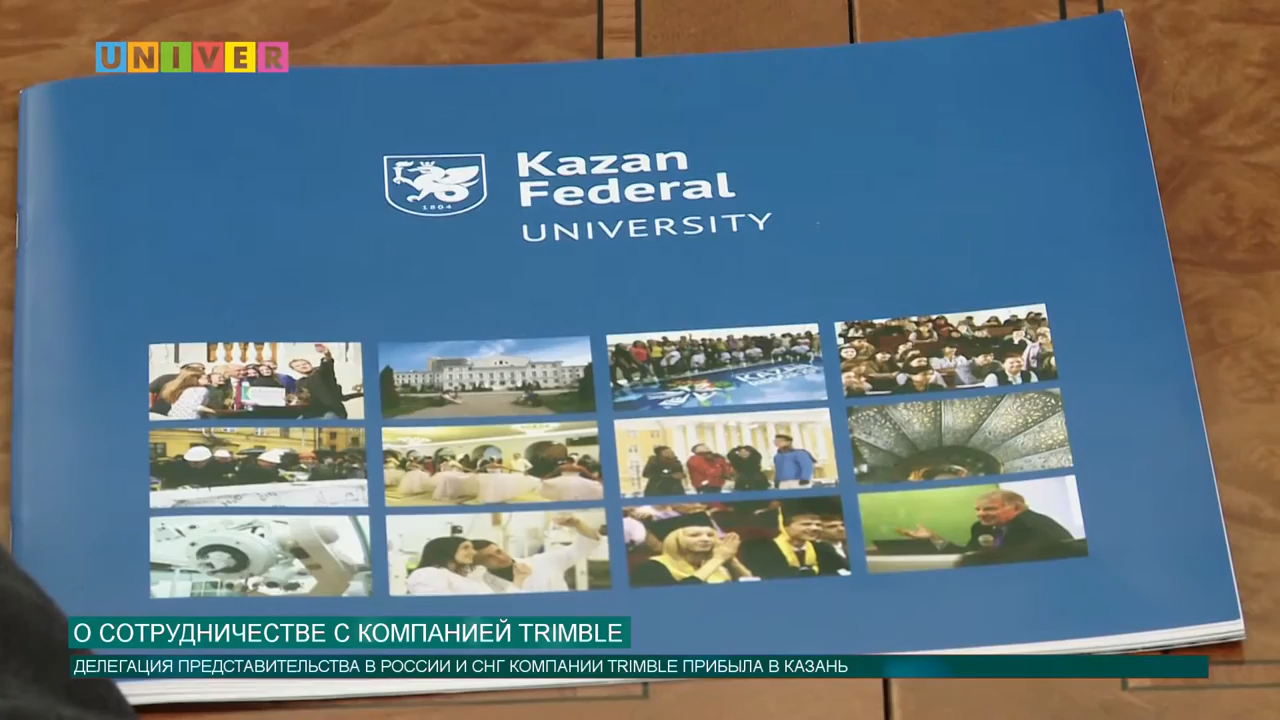 UNIVER
Kazan
Federal
UNIVERSITY
1804
О СОТРУДНИЧЕСТВЕ С КОМПАНИЕЙ TRIMBLE
ДЕЛЕГАЦИЯ ПРЕДСТАВИТЕЛЬСТВА В РОССИИ И СНГ КОМПАНИИ TRIMBLE ПРИБЫЛА В КАЗАНЬ